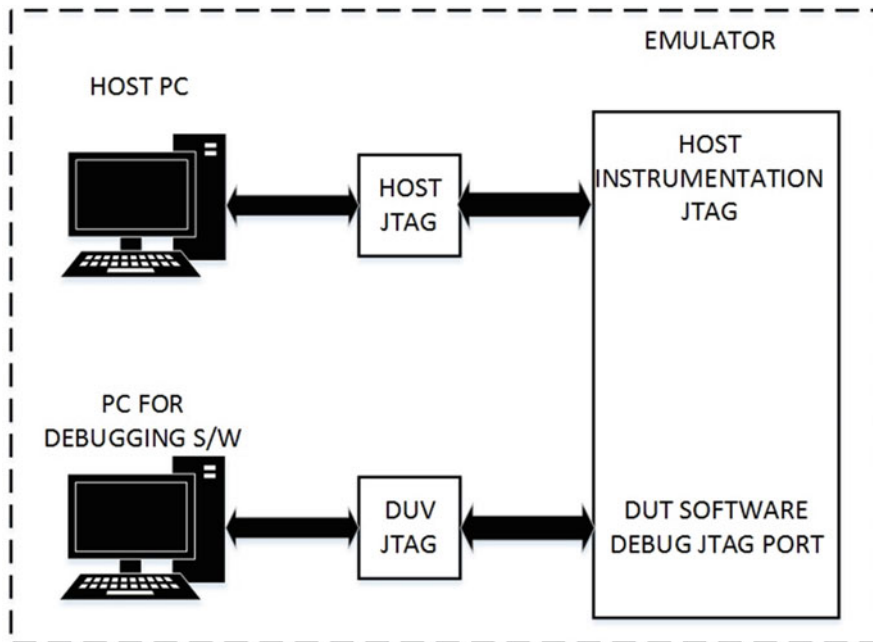 EMULATOR
HOST PC
HOST
JTAG
HOST
INSTRUMENTATION
JTAG
PC FOR
DEBUGGING S/W
DUV
JTAG
DUT SOFTWARE
DEBUG JTAG PORT